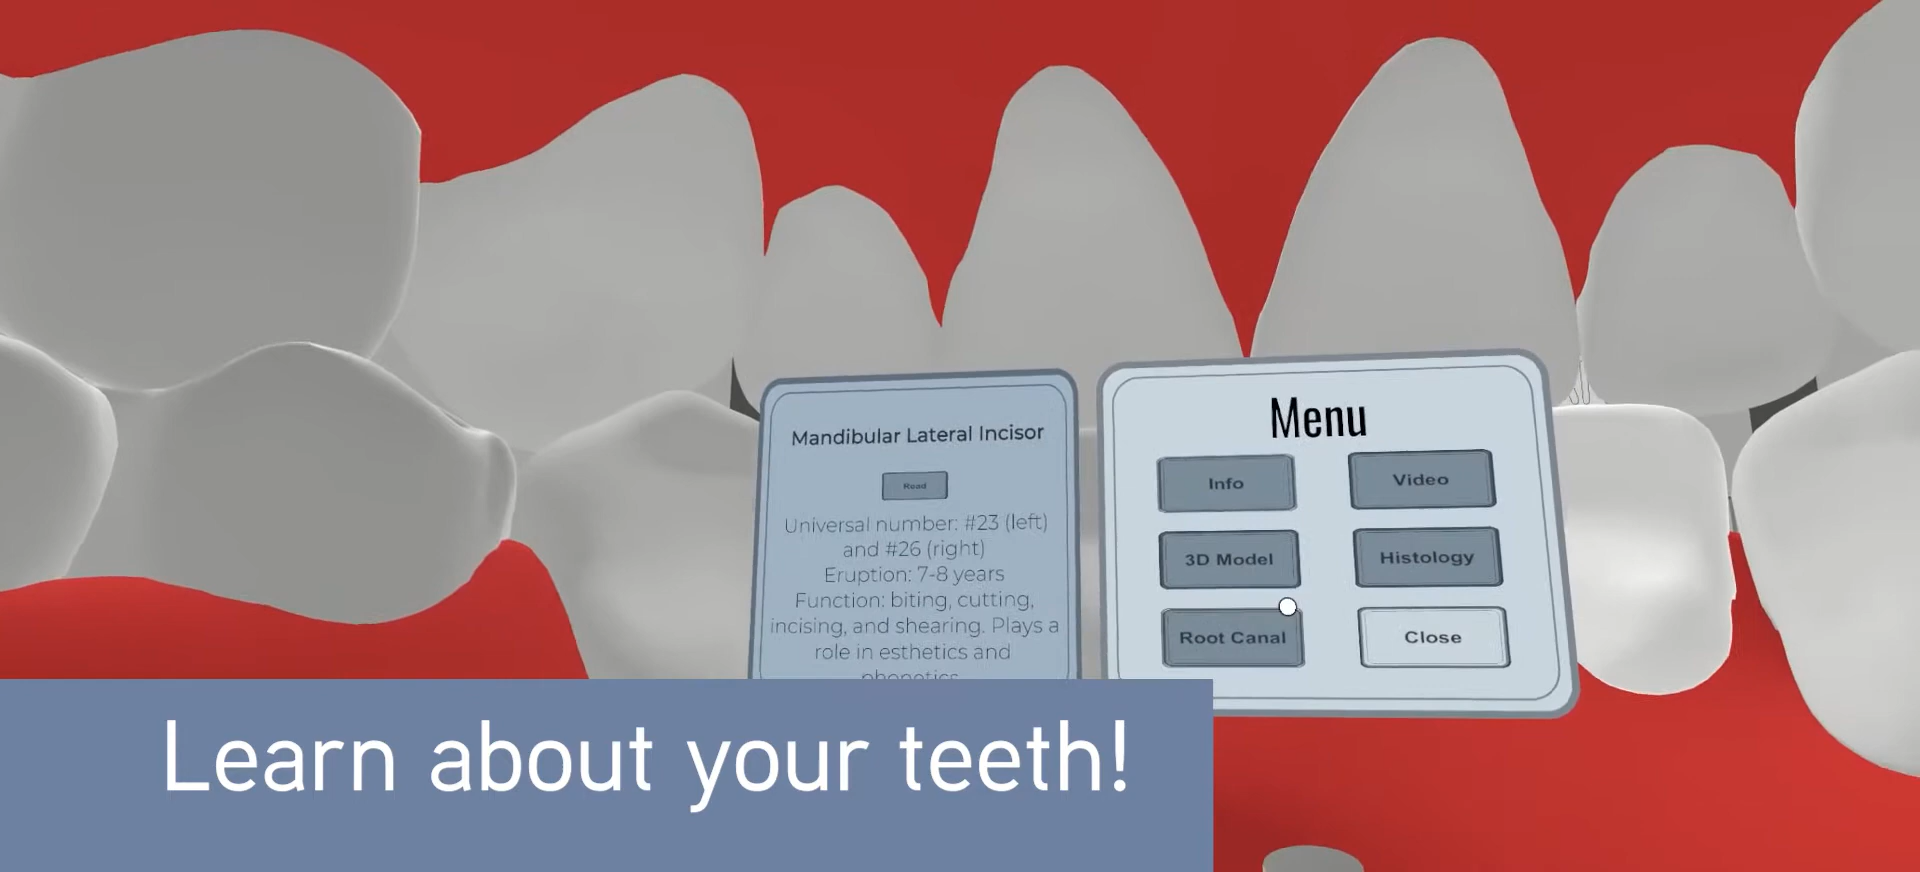 Mandibular Lateral Incisor
Read
Universal number: #23 (left)
and #26 (right)
Eruption: 7-8 years
Function: biting, cutting,
incising, and shearing. Plays a
role in esthetics and
phonetics.
Menu
Info
Video
3D Model
Histology
Root Canal
Close
Learn about your teeth!